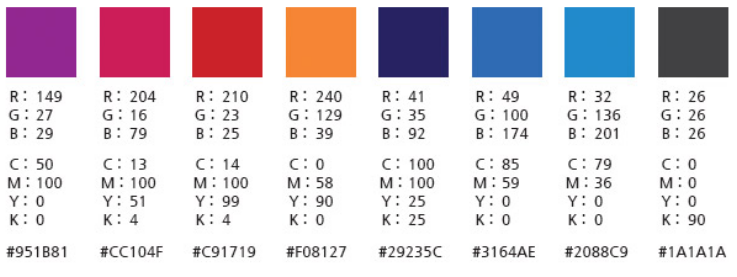 R: 149 R: 204 R: 210 R: 240 R: 41 R: 49 R: 32 R: 26
G: 27 G: 16 G: 23 G: 129 G: 35 G: 100 G: 136 G: 26
B: 29 B: 79 B: 25 B: 39 B: 92 B: 174 B: 201 B: 26
C: 50 C: 13 C: 14 C: 0 C: 100 C: 85 C: 79 C: 0
M: 100 M: 100 M: 100 M: 58 M: 100 M: 59 M: 36 M: 0
Y: 0 Y: 51 Y: 99 Y: 90 Y: 25 Y: 0 Y: 0 Y: 0
K: 0 K: 4 K: 4 K: 0 K: 25 K: 0 K: 0 K: 90
#951B81 #CC104F #C91719 #F08127 #29235C #3164AE #2088C9 #1A1A1A